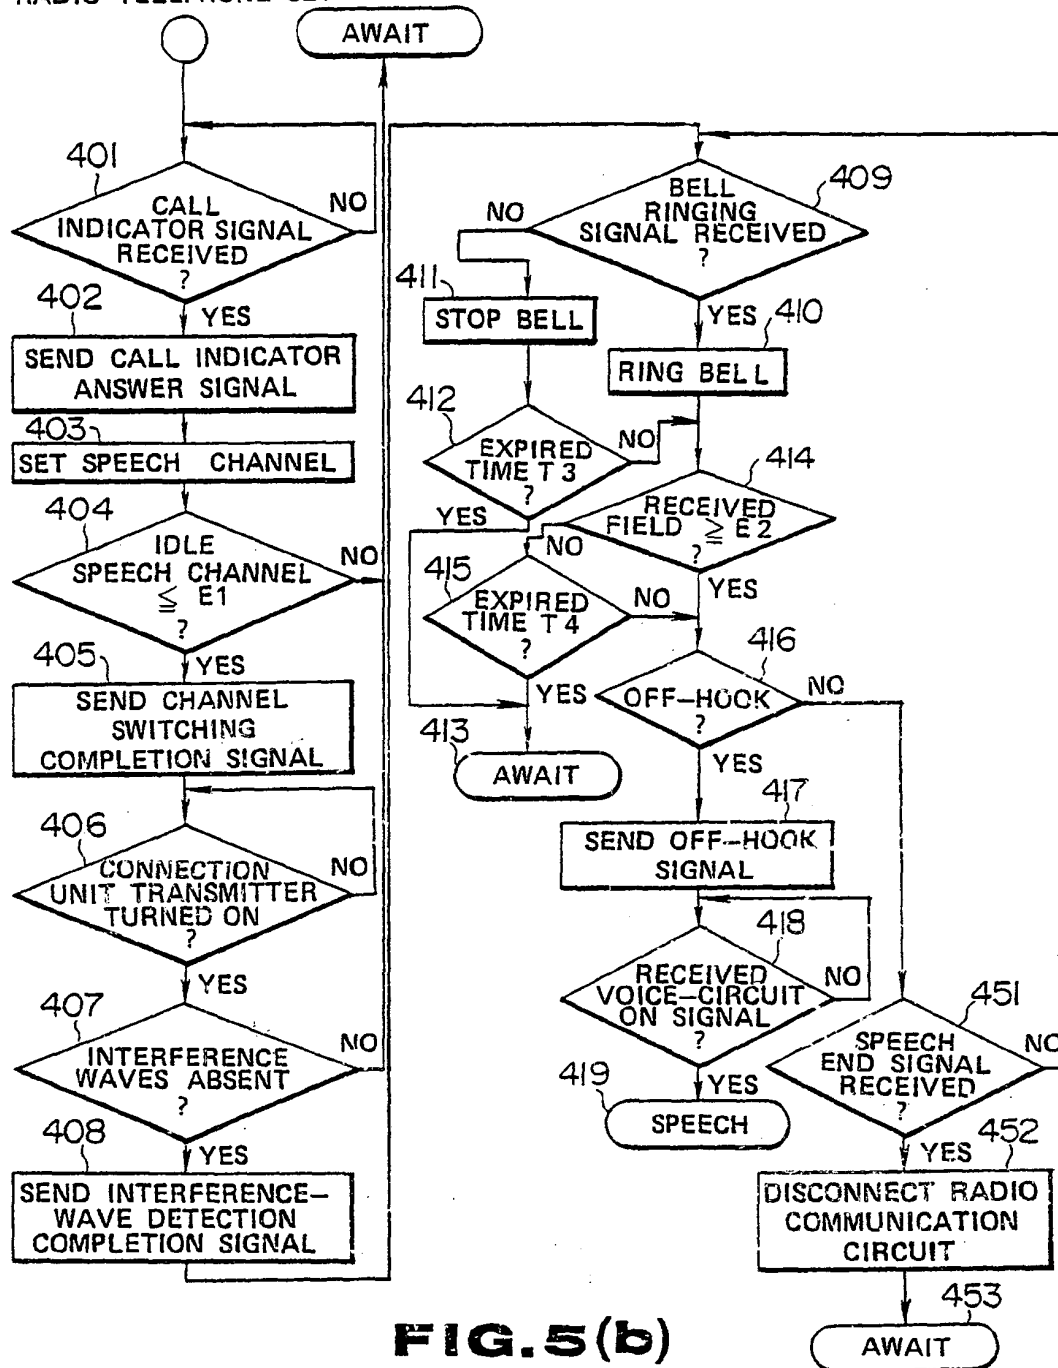 RADIO TELEPHONE SET
AWAIT
401
CALL
INDICATOR SIGNAL
RECEIVED
?
NO
YES
402
SEND CALL INDICATOR
ANSWER SIGNAL
403
SET SPEECH CHANNEL
404
IDLE
SPEECH CHANNEL
≦ E1
?
NO
YES
405
SEND CHANNEL
SWITCHING
COMPLETION SIGNAL
406
CONNECTION
UNIT TRANSMITTER
TURNED ON
?
NO
YES
407
INTERFERENCE
WAVES ABSENT
?
NO
YES
408
SEND INTERFERENCE-
WAVE DETECTION
COMPLETION SIGNAL
409
BELL
RINGING
SIGNAL RECEIVED
?
NO
YES
410
RING BELL
411
STOP BELL
412
EXPIRED
TIME T3
?
NO
YES
414
RECEIVED
FIELD ≧ E2
?
NO
YES
415
EXPIRED
TIME T4
?
NO
YES
413
AWAIT
416
OFF-HOOK
?
NO
YES
417
SEND OFF-HOOK
SIGNAL
418
RECEIVED
VOICE-CIRCUIT
ON SIGNAL
?
NO
YES
419
SPEECH
451
SPEECH
END SIGNAL
RECEIVED
?
NO
YES
452
DISCONNECT RADIO
COMMUNICATION
CIRCUIT
453
AWAIT
FIG.5(b)